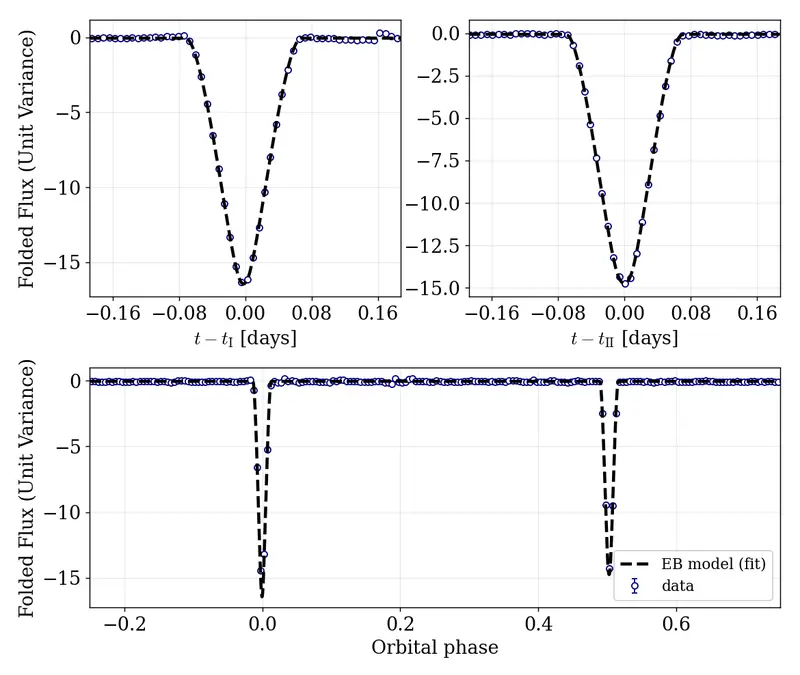 Folded Flux (Unit Variance)
0
−5
−10
−15
−0.16 −0.08 0.00 0.08 0.16
t − tI [days]
0.0
−2.5
−5.0
−7.5
−10.0
−12.5
−15.0
−0.16 −0.08 0.00 0.08 0.16
t − tII [days]
Folded Flux (Unit Variance)
0
−5
−10
−15
−0.2 0.0 0.2 0.4 0.6
Orbital phase
EB model (fit)
data